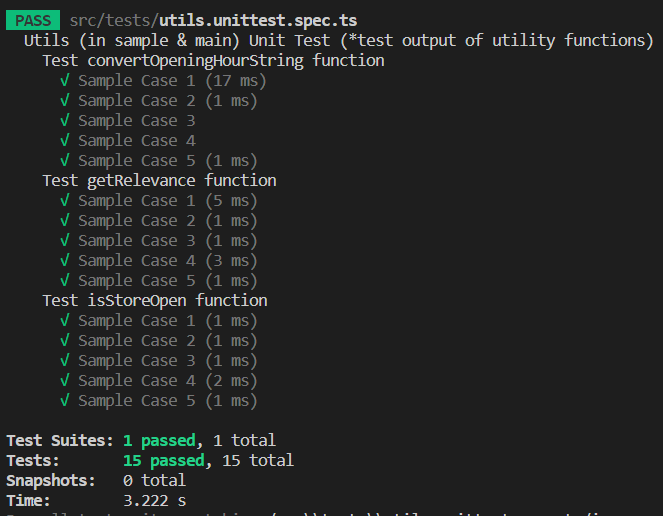 PASS src/tests/utils.unittest.spec.ts
Utils (in sample & main) Unit Test (*test output of utility functions)
Test convertOpeningHourString function
√ Sample Case 1 (17 ms)
√ Sample Case 2 (1 ms)
√ Sample Case 3
√ Sample Case 4
√ Sample Case 5 (1 ms)
Test getRelevance function
√ Sample Case 1 (5 ms)
√ Sample Case 2 (1 ms)
√ Sample Case 3 (1 ms)
√ Sample Case 4 (3 ms)
√ Sample Case 5 (1 ms)
Test isStoreOpen function
√ Sample Case 1 (1 ms)
√ Sample Case 2 (1 ms)
√ Sample Case 3 (1 ms)
√ Sample Case 4 (2 ms)
√ Sample Case 5 (1 ms)
Test Suites: 1 passed, 1 total
Tests: 15 passed, 15 total
Snapshots: 0 total
Time: 3.222 s